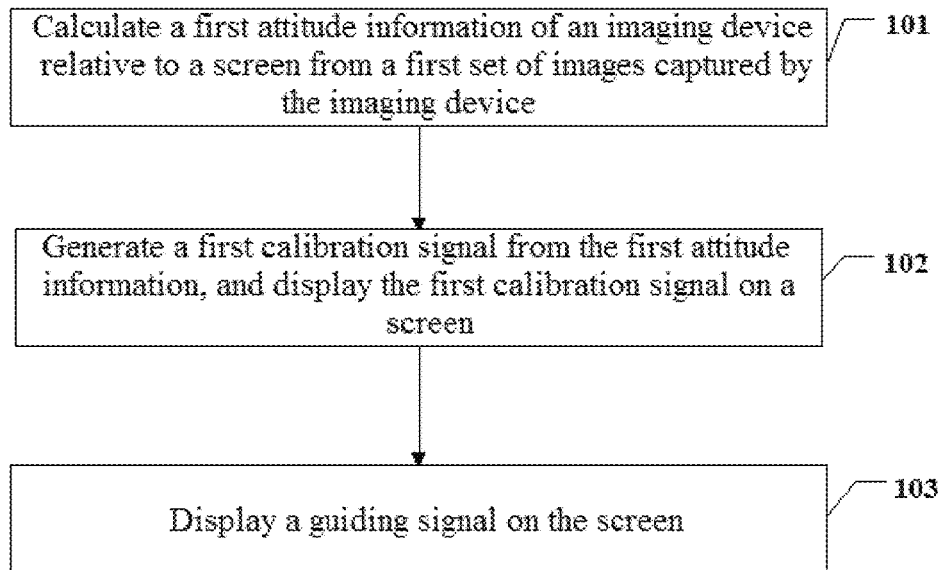 Calculate a first attitude information of an imaging device
relative to a screen from a first set of images captured by
the imaging device
101
Generate a first calibration signal from the first attitude
information, and display the first calibration signal on a
screen
102
Display a guiding signal on the screen
103